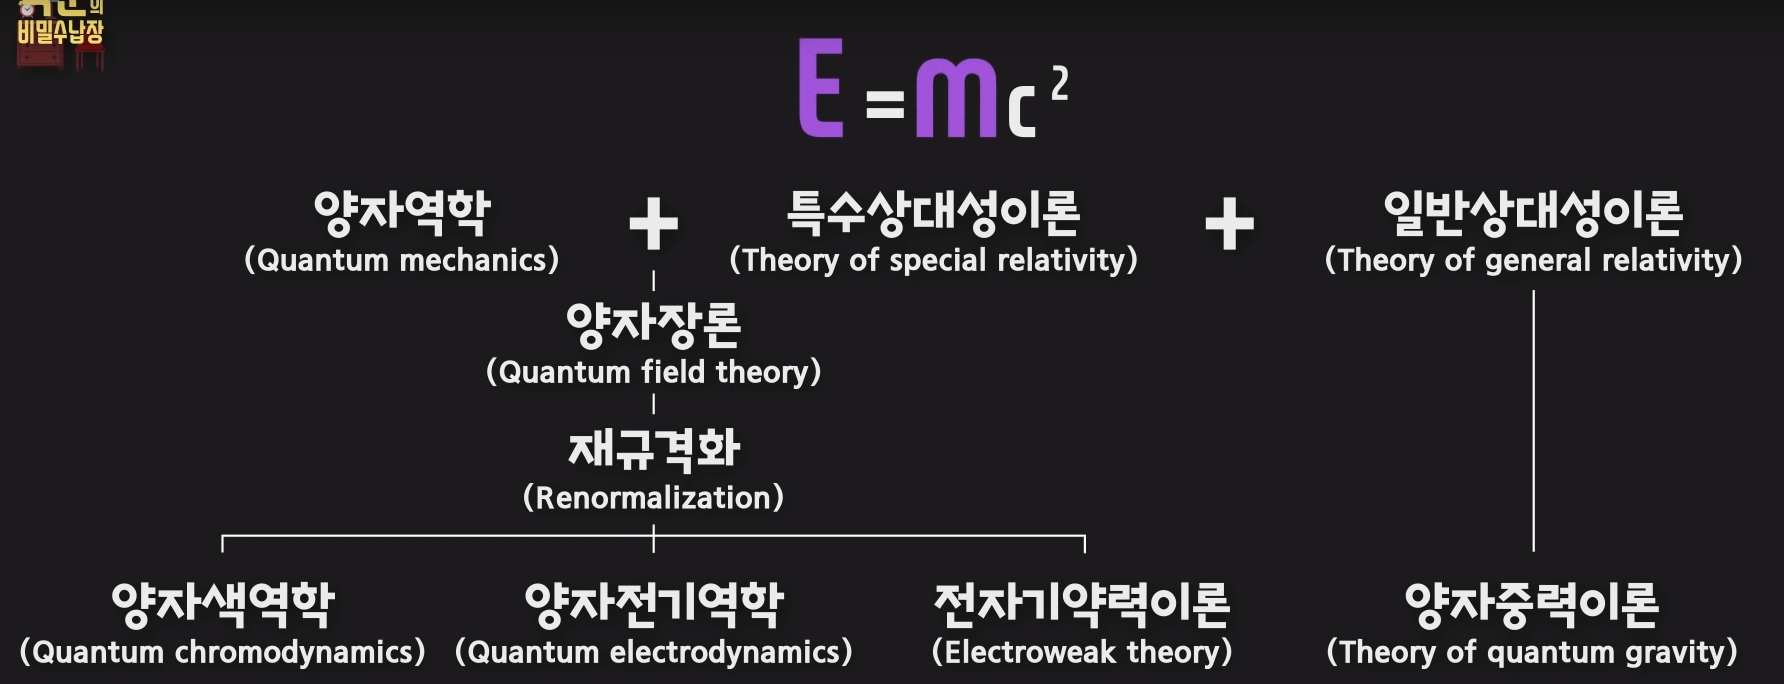 비밀수납장
E=mc²
양자역학 + 특수상대성이론 + 일반상대성이론
(Quantum mechanics) (Theory of special relativity) (Theory of general relativity)
양자장론
(Quantum field theory)
재규격화
(Renormalization)
양자색역학 양자전기역학 전자기약력이론 양자중력이론
(Quantum chromodynamics) (Quantum electrodynamics) (Electroweak theory) (Theory of quantum gravity)